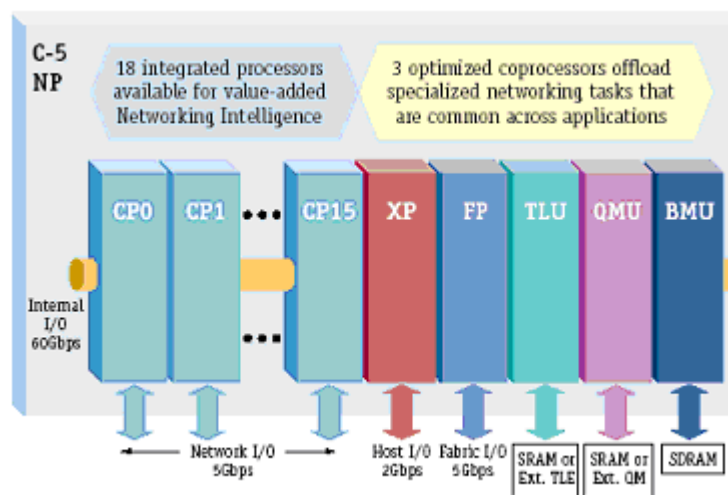 C-5
NP
18 integrated processors
available for value-added
Networking Intelligence
3 optimized coprocessors offload
specialized networking tasks that
are common across applications
CP0
CP1
CP15
XP
FP
TLU
QMU
BMU
Internal
I/O
60Gbps
Network I/O
5Gbps
Host I/O
2Gbps
Fabric I/O
5Gbps
SRAM or
Ext. TLE
SRAM or
Ext. QM
SDRAM